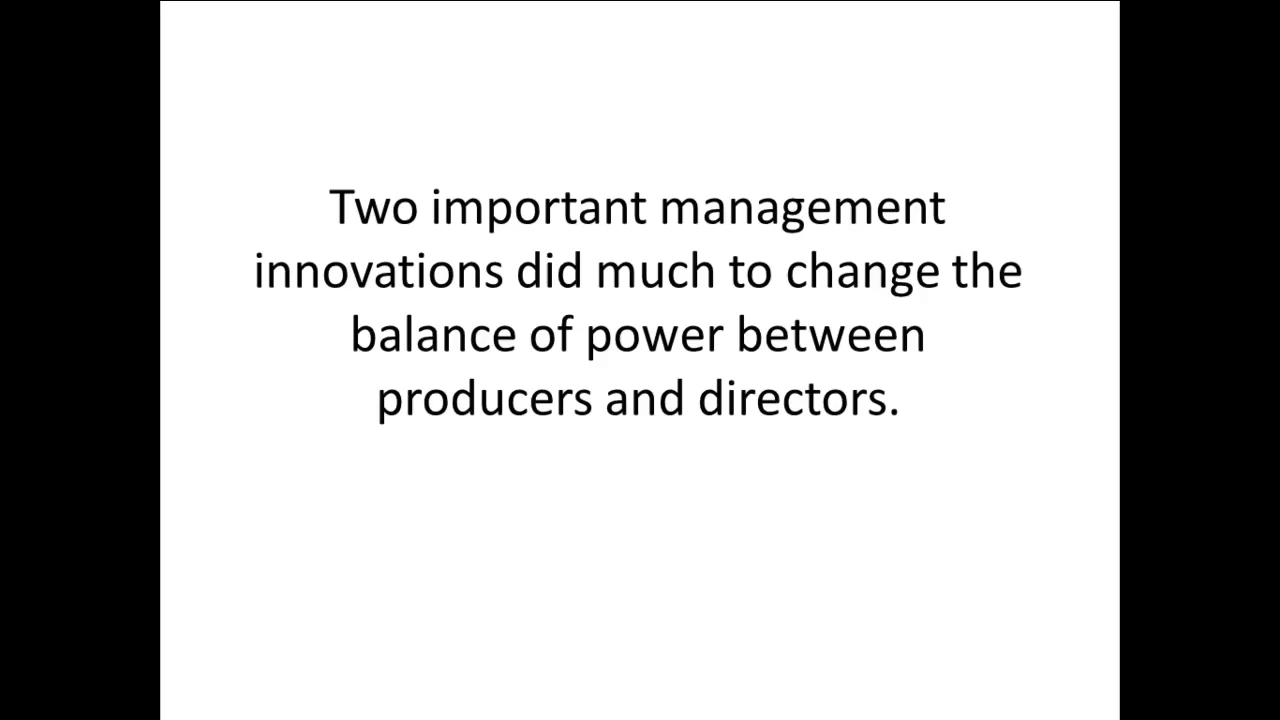 Two important management
innovations did much to change the
balance of power between
producers and directors.